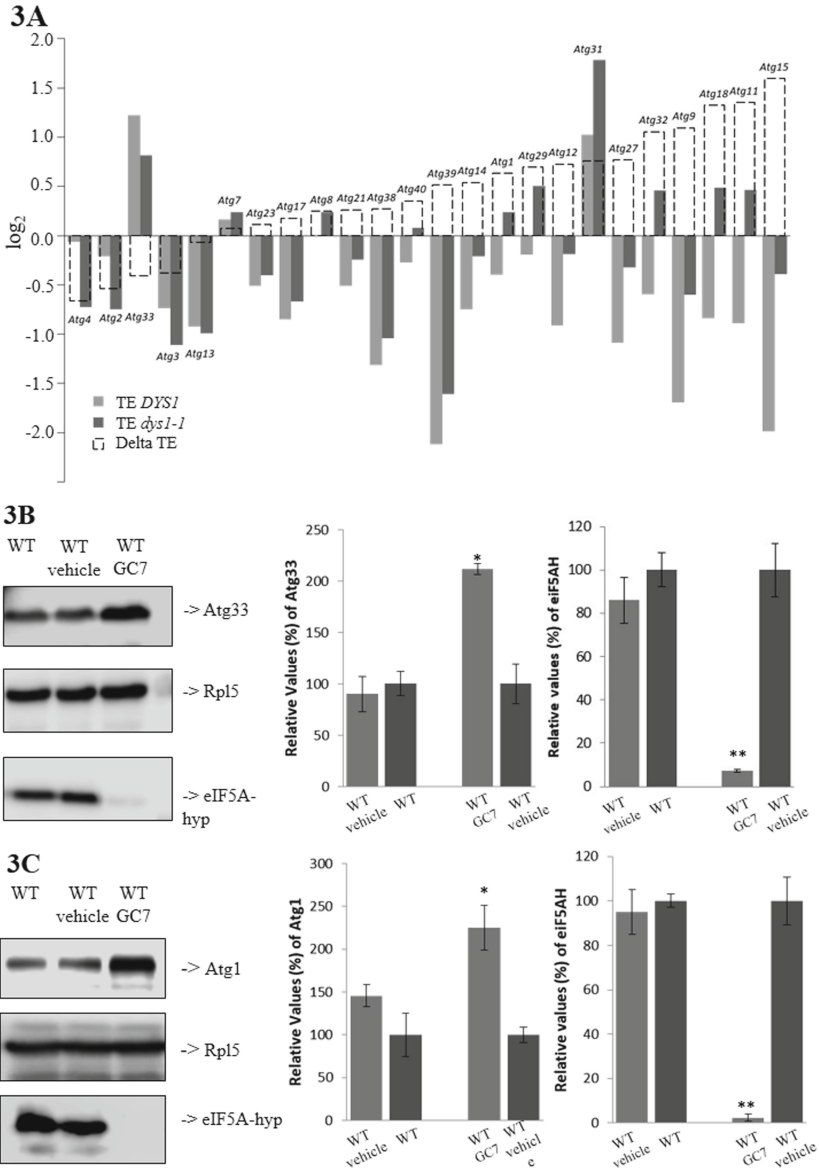 3A
log2
2.0
1.5
1.0
0.5
0.0
-0.5
-1.0
-1.5
-2.0
Atg4
Atg2
Atg33
Atg3
Atg13
Atg7
Atg23
Atg17
Atg8
Atg21
Atg38
Atg40
Atg39
Atg14
Atg1
Atg29
Atg12
Atg31
Atg27
Atg32
Atg9
Atg18
Atg11
Atg15
TE DYS1
TE dys1-1
Delta TE
3B
WT
WT
vehicle
WT
GC7
-> Atg33
-> Rpl5
-> eIF5A-
hyp
Relative Values (%) of Atg33
250
200
150
100
50
0
*
WT
vehicle
WT
WT
GC7
WT
vehicle
Relative values (%) of eiF5AH
120
100
80
60
40
20
0
**
WT
vehicle
WT
WT
GC7
WT
vehicle
3C
WT
WT
vehicle
WT
GC7
-> Atg1
-> Rpl5
-> eIF5A-hyp
Relative Values (%) of Atg1
300
250
200
150
100
50
0
*
WT
vehicle
WT
WT
GC7
WT
vehicl
e
Relative values (%) of eiF5AH
120
100
80
60
40
20
0
**
WT
vehicle
WT
WT
GC7
WT
vehicle